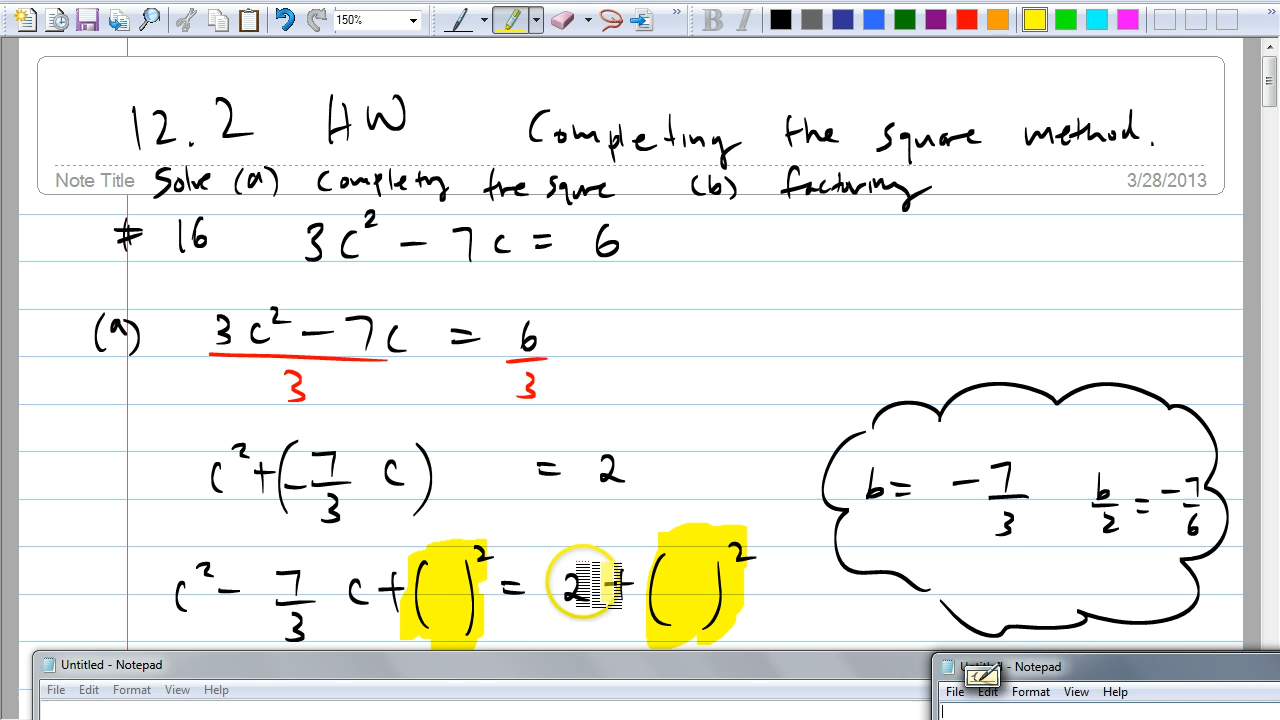 150%
B I
12.2 HW Completing the square method.
Note Title Solve (a) completing the square (b) factoring 3/28/2013
# 16 3c² - 7c = 6
(a) 3c² - 7c = 6
3 3
c² + (-7/3 c) = 2
b = -7/3 b/2 = -7/6
c² - 7/3 c + ( )² = 2 + ( )²
Untitled - Notepad
File Edit Format View Help
- Notepad
File Edit Format View Help